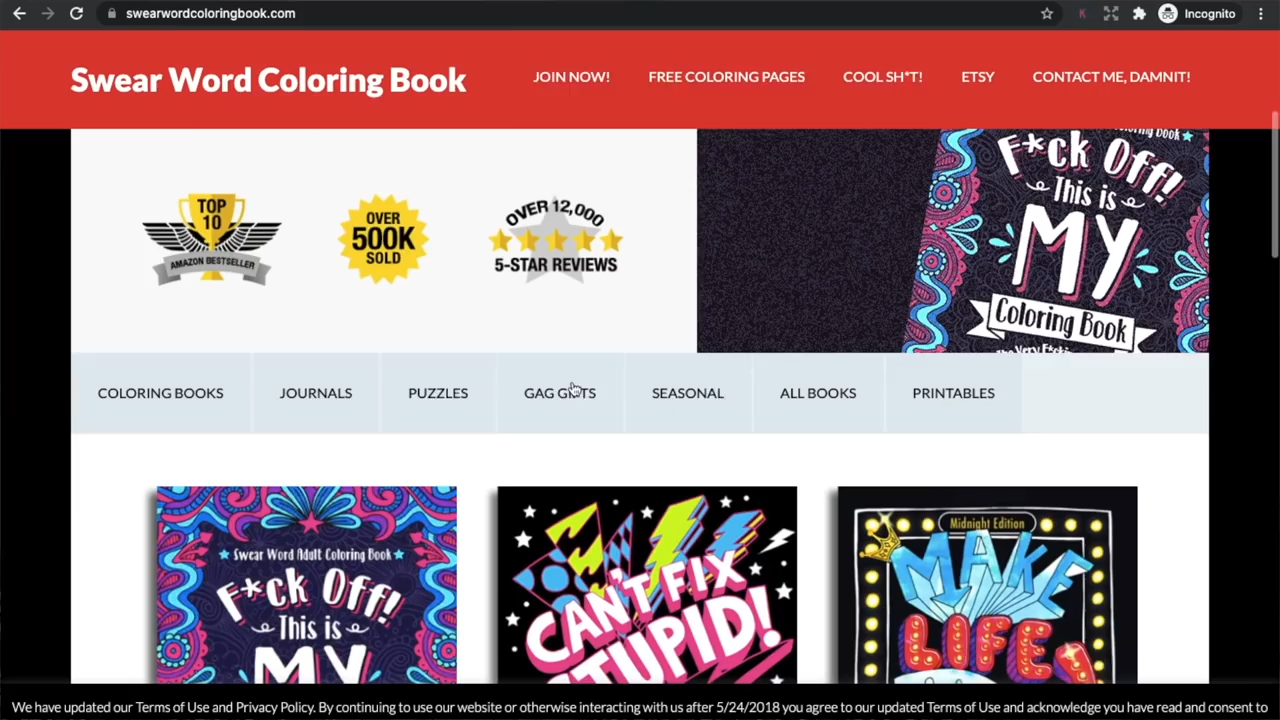 swearwordcoloringbook.com
K
Incognito
Swear Word Coloring Book
JOIN NOW!
FREE COLORING PAGES
COOL SH*T!
ETSY
CONTACT ME, DAMNIT!
TOP
10
AMAZON BESTSELLER
OVER
500K
SOLD
OVER 12,000
5-STAR REVIEWS
F*ck Off!
This is
MY
Coloring Book
COLORING BOOKS
JOURNALS
PUZZLES
GAG GIFTS
SEASONAL
ALL BOOKS
PRINTABLES
Swear Word Adult Coloring Book
F*ck Off!
This is
MY
CAN'T FIX
STUPID!
Midnight Edition
MAKE
LIFE
We have updated our Terms of Use and Privacy Policy. By continuing to use our website or otherwise interacting with us after 5/24/2018 you agree to our updated Terms of Use and acknowledge you have read and consent to